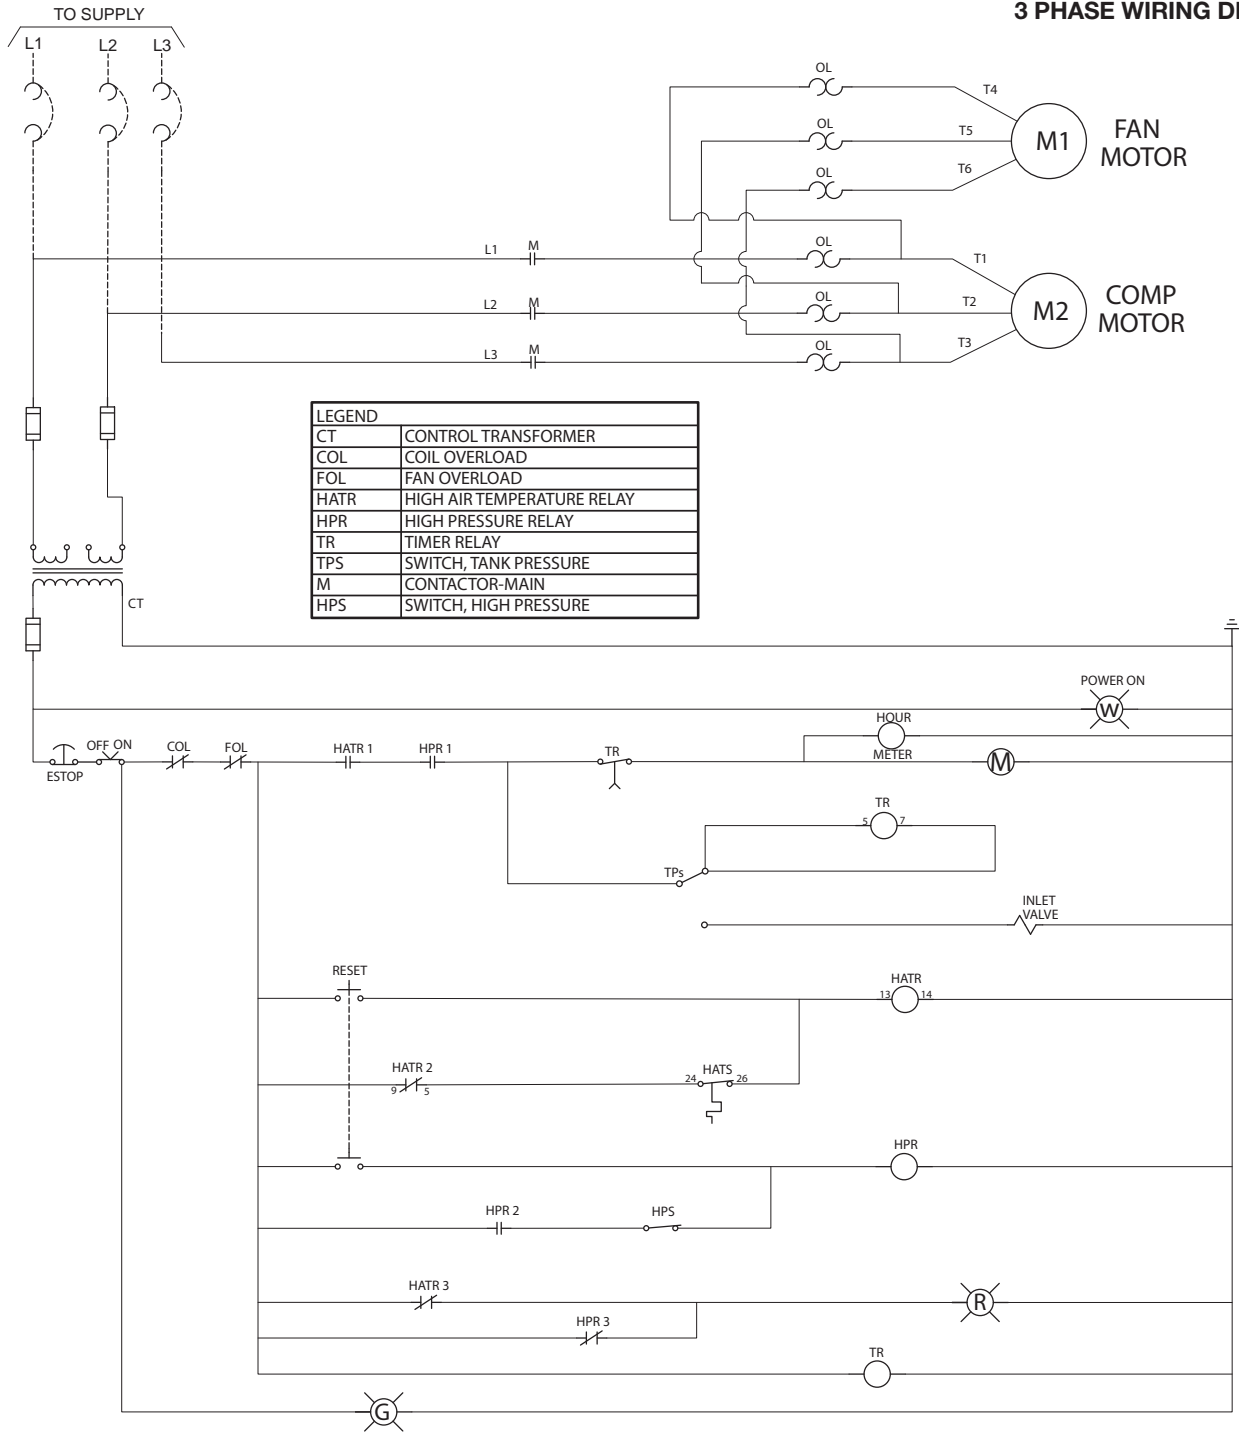 3 PHASE WIRING DI
TO SUPPLY
L1 L2 L3
OL
T4
OL
T5
M1
FAN
MOTOR
OL
T6
L1 M OL T1
L2 M OL T2
M2
COMP
MOTOR
L3 M OL T3
LEGEND
CT CONTROL TRANSFORMER
COL COIL OVERLOAD
FOL FAN OVERLOAD
HATR HIGH AIR TEMPERATURE RELAY
HPR HIGH PRESSURE RELAY
TR TIMER RELAY
TPS SWITCH, TANK PRESSURE
M CONTACTOR-MAIN
HPS SWITCH, HIGH PRESSURE
CT
POWER ON
W
HOUR
METER
ESTOP
OFF ON
COL
FOL
HATR 1
HPR 1
TR
M
TR
5 7
TPs
INLET
VALVE
RESET
HATR
13 14
HATR 2
9 5
HATS
24 26
HPR
HPR 2
HPS
HATR 3
R
HPR 3
TR
G